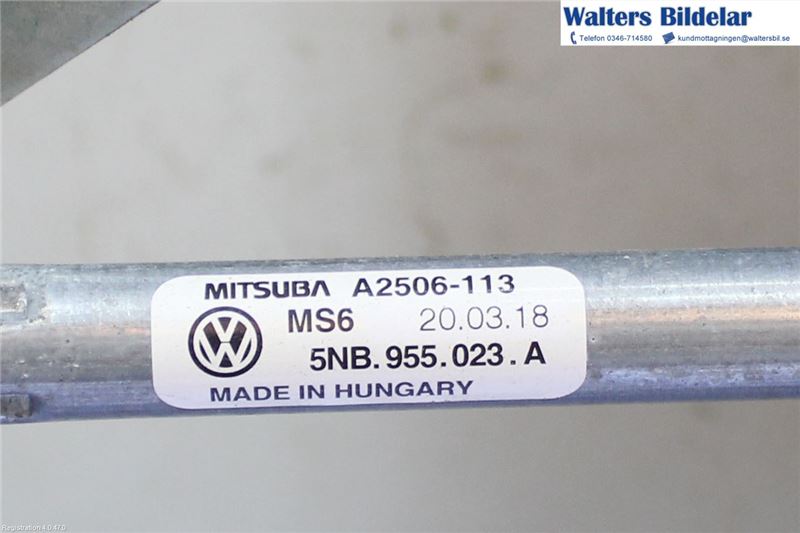 Walters Bildelar
Telefon 0346-714580 kundmottagningen@waltersbil.se
MITSUBA A2506-113
MS6 20.03.18
5NB.955.023.A
MADE IN HUNGARY
Registration 4.0.47.0